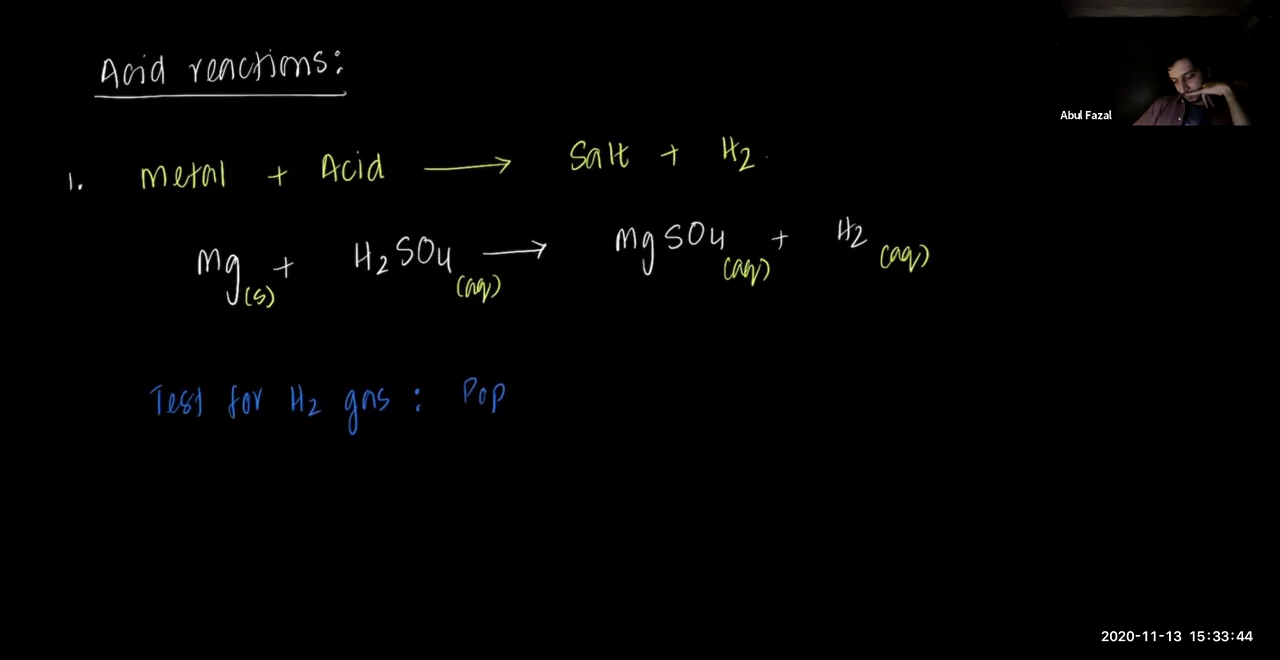 Acid reactions:
Abul Fazal
1. Metal + Acid ⟶ Salt + H₂
Mg(s) + H₂SO₄(aq) ⟶ MgSO₄(aq) + H₂(aq)
Test for H₂ gas : Pop
2020-11-13 15:33:44